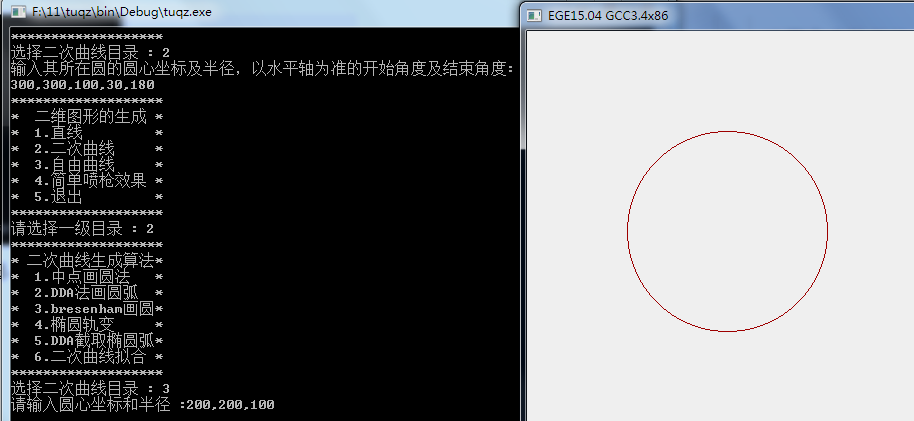 F:\11\tuqz\bin\Debug\tuqz.exe
*******************
选择二次曲线目录 : 2
输入其所在圆的圆心坐标及半径，以水平轴为准的开始角度及结束角度：
300,300,100,30,180
*******************
* 二维图形的生成 *
* 1.直线 *
* 2.二次曲线 *
* 3.自由曲线 *
* 4.简单喷枪效果 *
* 5.退出 *
*******************
请选择一级目录 : 2
*******************
* 二次曲线生成算法*
* 1.中点画圆法 *
* 2.DDA法画圆弧 *
* 3.bresenham画圆*
* 4.椭圆轨变 *
* 5.DDA截取椭圆弧*
* 6.二次曲线拟合 *
*******************
选择二次曲线目录 : 3
请输入圆心坐标和半径 :200,200,100
EGE15.04 GCC3.4x86